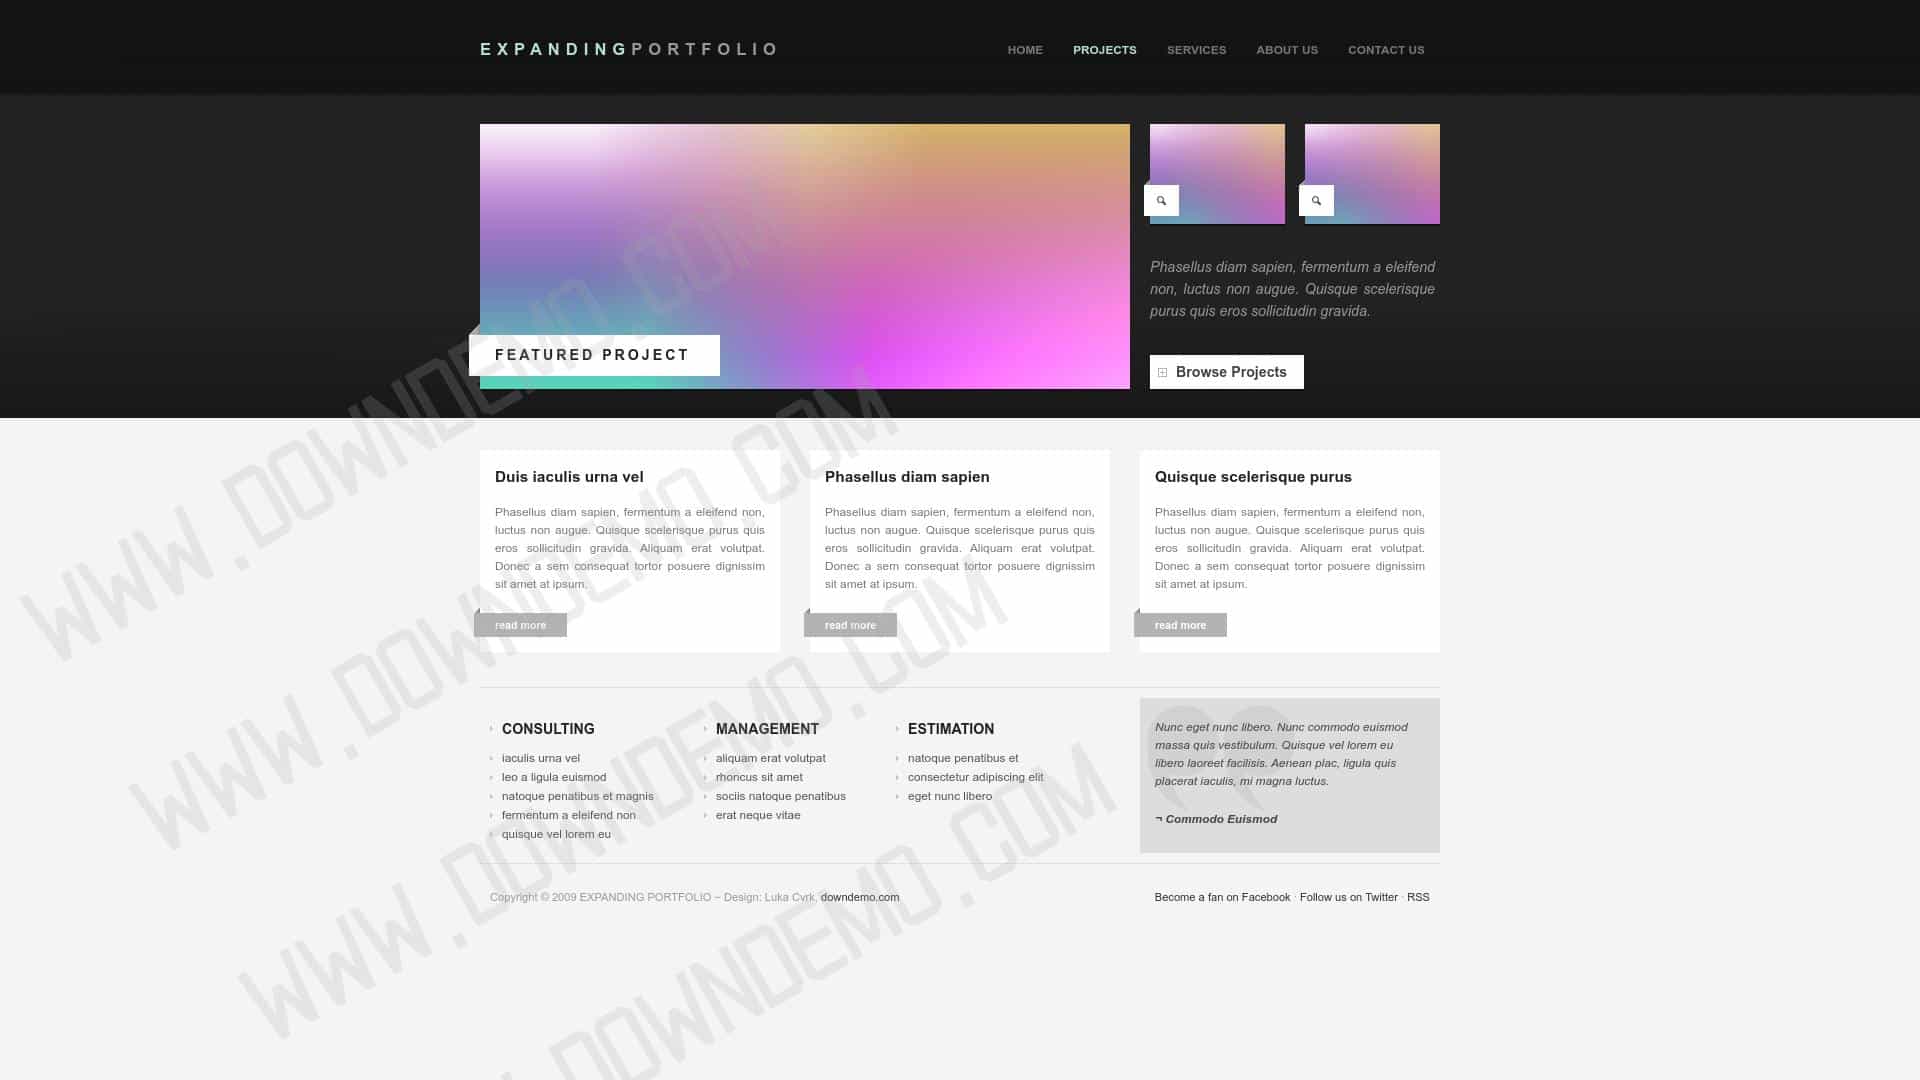 EXPANDINGPORTFOLIO
HOME PROJECTS SERVICES ABOUT US CONTACT US
FEATURED PROJECT
Phasellus diam sapien, fermentum a eleifend
non, luctus non augue. Quisque scelerisque
purus quis eros sollicitudin gravida.
Browse Projects
Duis iaculis urna vel
Phasellus diam sapien, fermentum a eleifend non,
luctus non augue. Quisque scelerisque purus quis
eros sollicitudin gravida. Aliquam erat volutpat.
Donec a sem consequat tortor posuere dignissim
sit amet at ipsum.
read more
Phasellus diam sapien
Phasellus diam sapien, fermentum a eleifend non,
luctus non augue. Quisque scelerisque purus quis
eros sollicitudin gravida. Aliquam erat volutpat.
Donec a sem consequat tortor posuere dignissim
sit amet at ipsum.
read more
Quisque scelerisque purus
Phasellus diam sapien, fermentum a eleifend non,
luctus non augue. Quisque scelerisque purus quis
eros sollicitudin gravida. Aliquam erat volutpat.
Donec a sem consequat tortor posuere dignissim
sit amet at ipsum.
read more
CONSULTING
iaculis urna vel
leo a ligula euismod
natoque penatibus et magnis
fermentum a eleifend non
quisque vel lorem eu
MANAGEMENT
aliquam erat volutpat
rhoncus sit amet
sociis natoque penatibus
erat neque vitae
ESTIMATION
natoque penatibus et
consectetur adipiscing elit
eget nunc libero
Nunc eget nunc libero. Nunc commodo euismod
massa quis vestibulum. Quisque vel lorem eu
libero laoreet facilisis. Aenean plac, ligula quis
placerat iaculis, mi magna luctus.
¬ Commodo Euismod
Copyright © 2009 EXPANDING PORTFOLIO – Design: Luka Cvrk, downdemo.com
Become a fan on Facebook · Follow us on Twitter · RSS
WWW.DOWNDEMO.COM
WWW.DOWNDEMO.COM
WWW.DOWNDEMO.COM
.DOWNDEMO.COM